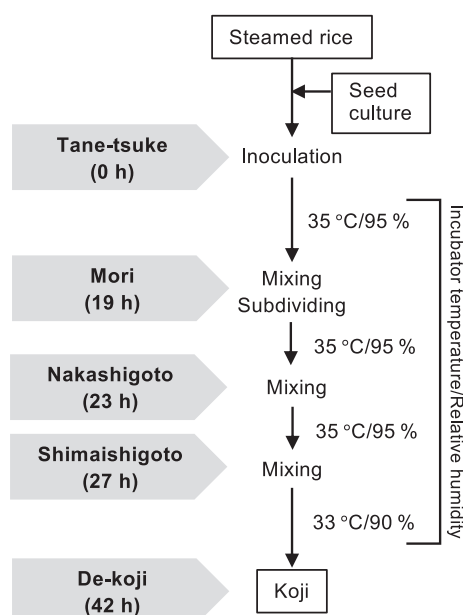 Steamed rice
Seed
culture
Tane-tsuke
(0 h)
Inoculation
35 °C/95 %
Mori
(19 h)
Mixing
Subdividing
35 °C/95 %
Nakashigoto
(23 h)
Mixing
35 °C/95 %
Shimaishigoto
(27 h)
Mixing
33 °C/90 %
De-koji
(42 h)
Koji
Incubator temperature/Relative humidity